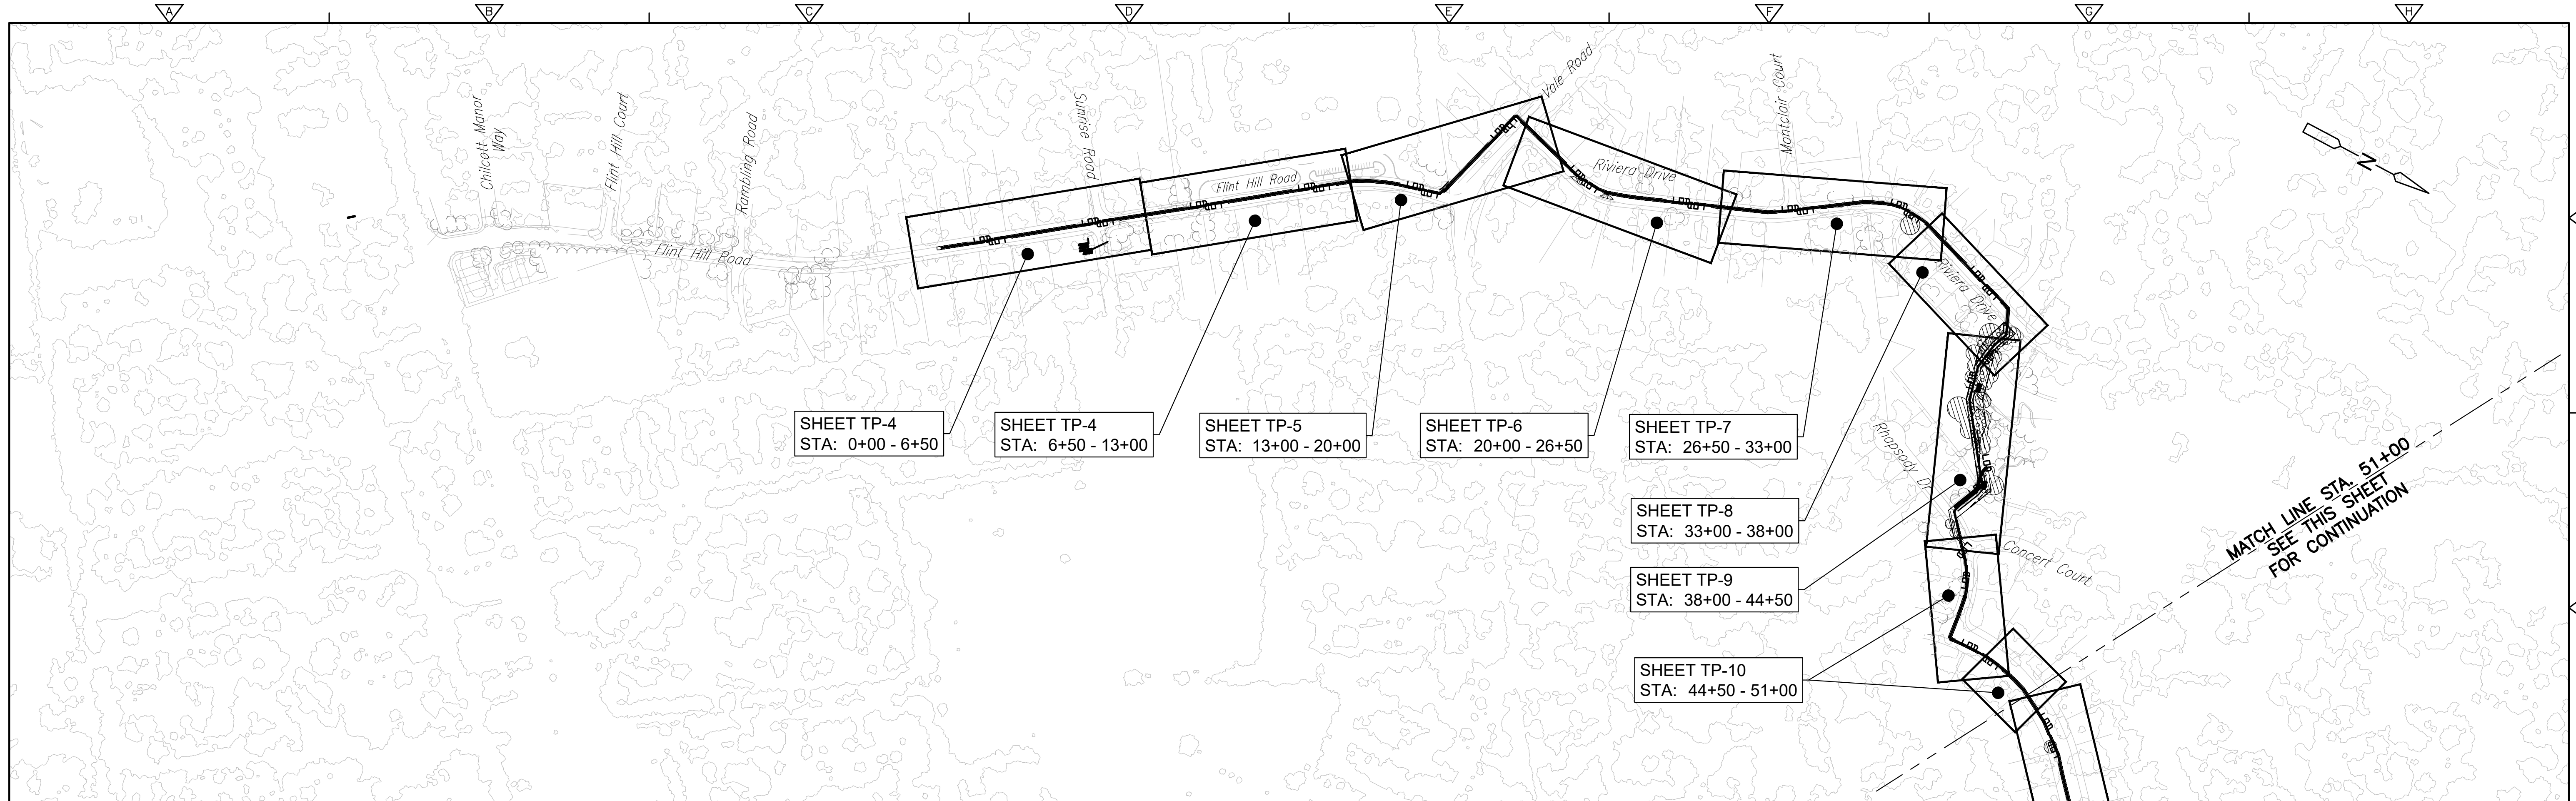 A
B
C
D
E
F
G
H
Chilcott Manor
Way
Flint Hill Court
Rambling Road
Flint Hill Road
Sunrise Road
Flint Hill Road
Vale Road
Riviera Drive
Montclair Court
Riviera Drive
N
Rhapsody Dr
Concert Court
SHEET TP-4
STA: 0+00 - 6+50
SHEET TP-4
STA: 6+50 - 13+00
SHEET TP-5
STA: 13+00 - 20+00
SHEET TP-6
STA: 20+00 - 26+50
SHEET TP-7
STA: 26+50 - 33+00
SHEET TP-8
STA: 33+00 - 38+00
SHEET TP-9
STA: 38+00 - 44+50
SHEET TP-10
STA: 44+50 - 51+00
MATCH LINE STA. 51+00
SEE THIS SHEET
FOR CONTINUATION